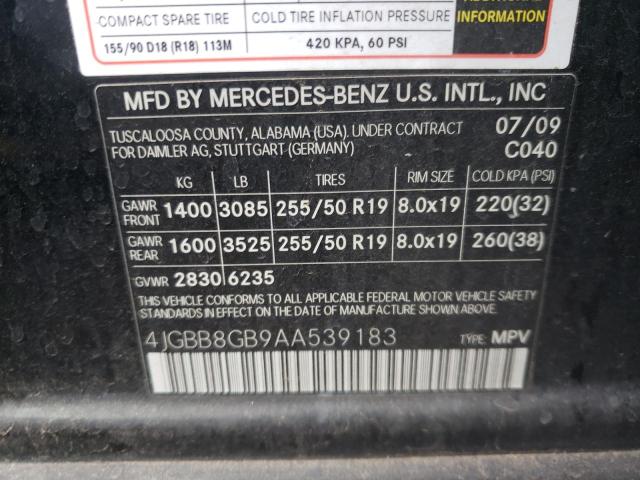 ADDITIONAL
INFORMATION
COMPACT SPARE TIRE COLD TIRE INFLATION PRESSURE
155/90 D18 (R18) 113M 420 KPA, 60 PSI
MFD BY MERCEDES-BENZ U.S. INTL., INC
TUSCALOOSA COUNTY, ALABAMA (USA). UNDER CONTRACT 07/09
FOR DAIMLER AG, STUTTGART (GERMANY) C040
KG LB TIRES RIM SIZE COLD KPA (PSI)
GAWR FRONT 1400 3085 255/50 R19 8.0x19 220(32)
GAWR REAR 1600 3525 255/50 R19 8.0x19 260(38)
GVWR 2830 6235
THIS VEHICLE CONFORMS TO ALL APPLICABLE FEDERAL MOTOR VEHICLE SAFETY
STANDARDS IN EFFECT ON THE DATE OF MANUFACTURE SHOWN ABOVE.
4JGBB8GB9AA539183 TYPE: MPV